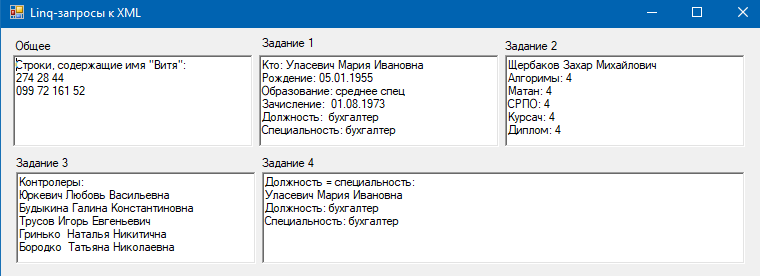 Linq-запросы к XML
Общее
Строки, содержащие имя "Витя":
274 28 44
099 72 161 52
Задание 1
Кто: Уласевич Мария Ивановна
Рождение: 05.01.1955
Образование: среднее спец
Зачисление:  01.08.1973
Должность:  бухгалтер
Специальность: бухгалтер
Задание 2
Щербаков Захар Михайлович
Алгоримы: 4
Матан: 4
СРПО: 4
Курсач: 4
Диплом: 4
Задание 3
Контролеры:
Юркевич Любовь Васильевна
Будыкина Галина Константиновна
Трусов Игорь Евгеньевич
Гринько  Наталья Никитична
Бородко  Татьяна Николаевна
Задание 4
Должность = специальность:
Уласевич Мария Ивановна
Должность: бухгалтер
Специальность: бухгалтер